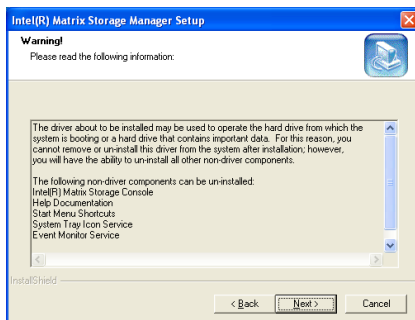 Intel(R) Matrix Storage Manager Setup
Warning!
Please read the following information:
The driver about to be installed may be used to operate the hard drive from which the
system is booting or a hard drive that contains important data. For this reason, you
cannot remove or un-install this driver from the system after installation; however,
you will have the ability to un-install all other non-driver components.
The following non-driver components can be un-installed:
Intel(R) Matrix Storage Console
Help Documentation
Start Menu Shortcuts
System Tray Icon Service
Event Monitor Service
InstallShield
< Back
Next >
Cancel